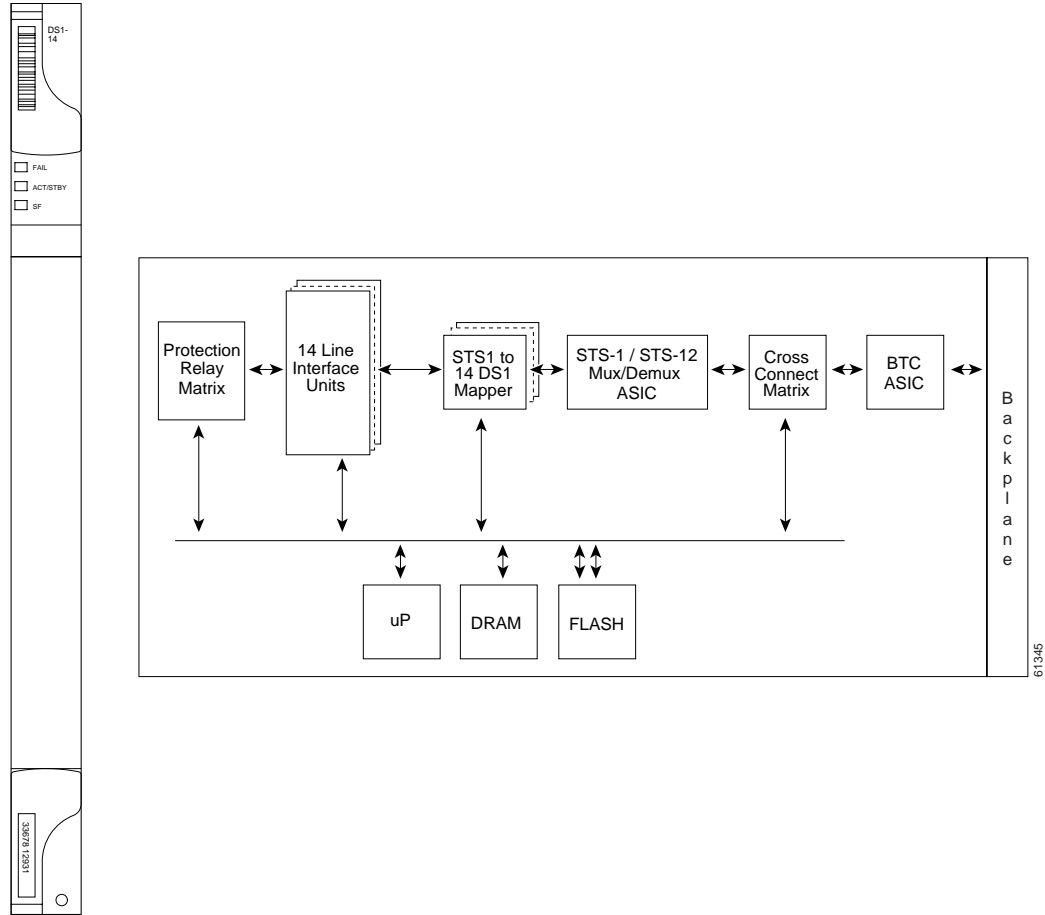 DS1-
14
FAIL
ACT/STBY
SF
33678 12931
Protection
Relay
Matrix
14 Line
Interface
Units
STS1 to
14 DS1
Mapper
STS-1 / STS-12
Mux/Demux
ASIC
Cross
Connect
Matrix
BTC
ASIC
Backplane
uP
DRAM
FLASH
61345